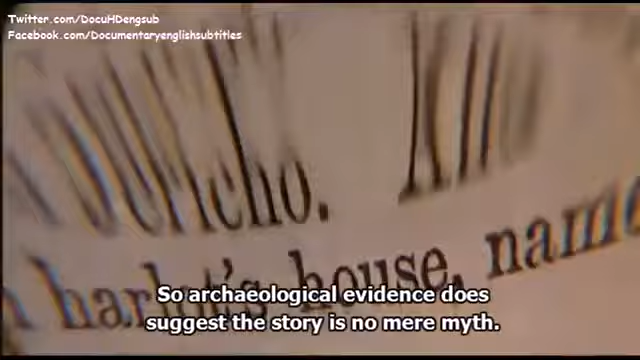 Twitter.com/DocuHDengsub
Facebook.com/Documentaryenglishsubtitles
Jericho.
harlot's house, name
So archaeological evidence does
suggest the story is no mere myth.